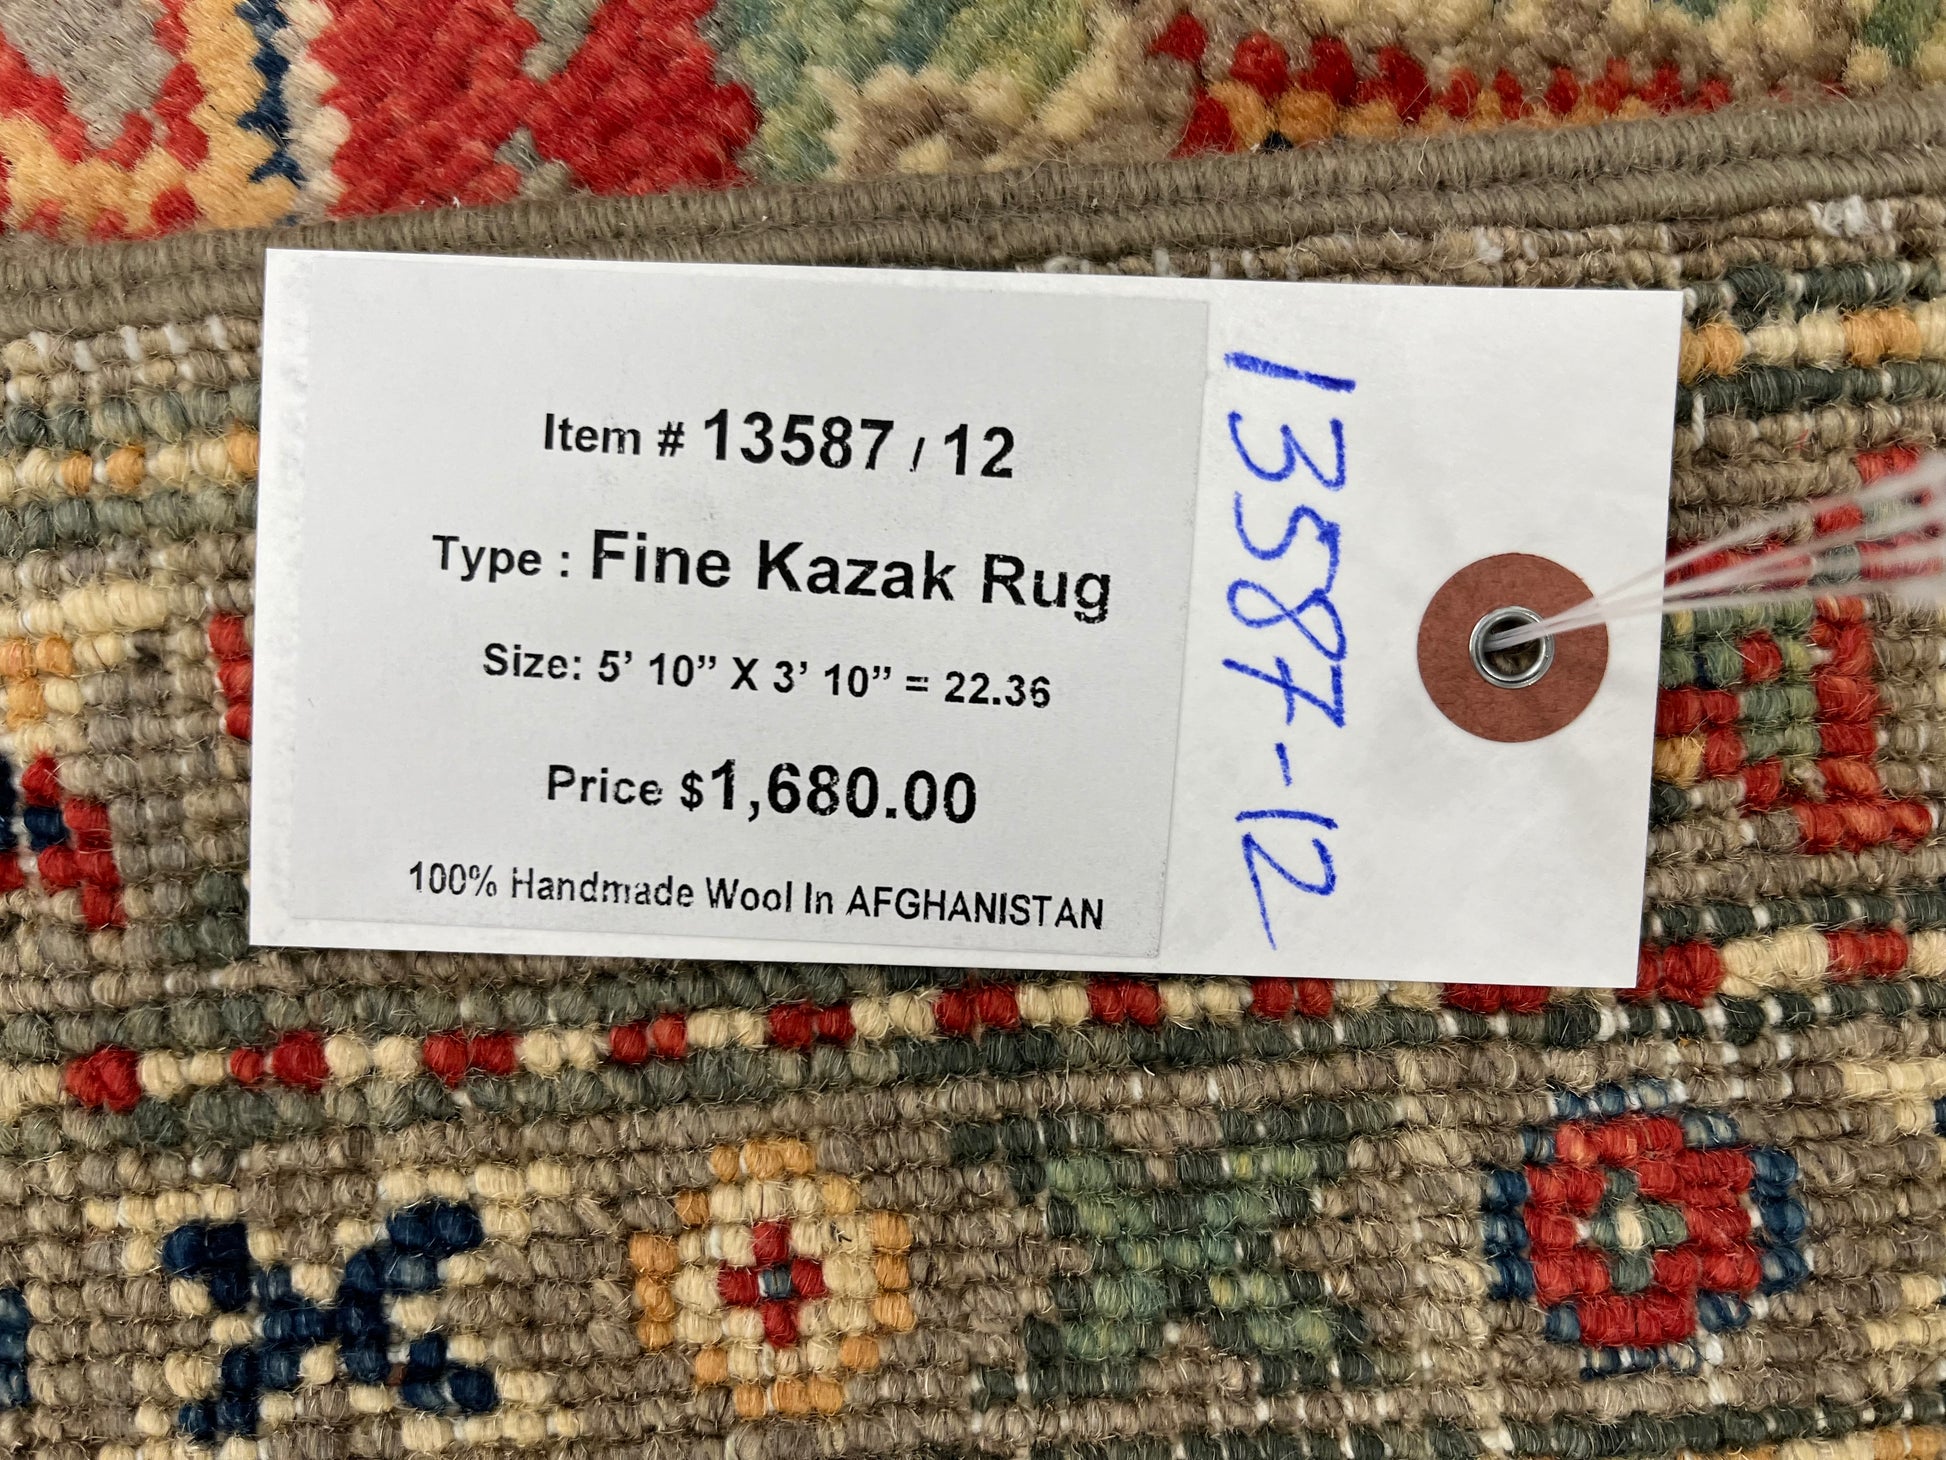 Item # 13587 / 12
Type : Fine Kazak Rug
Size: 5’ 10” X 3’ 10” = 22.36
Price $1,680.00
100% Handmade Wool In AFGHANISTAN
13587-12